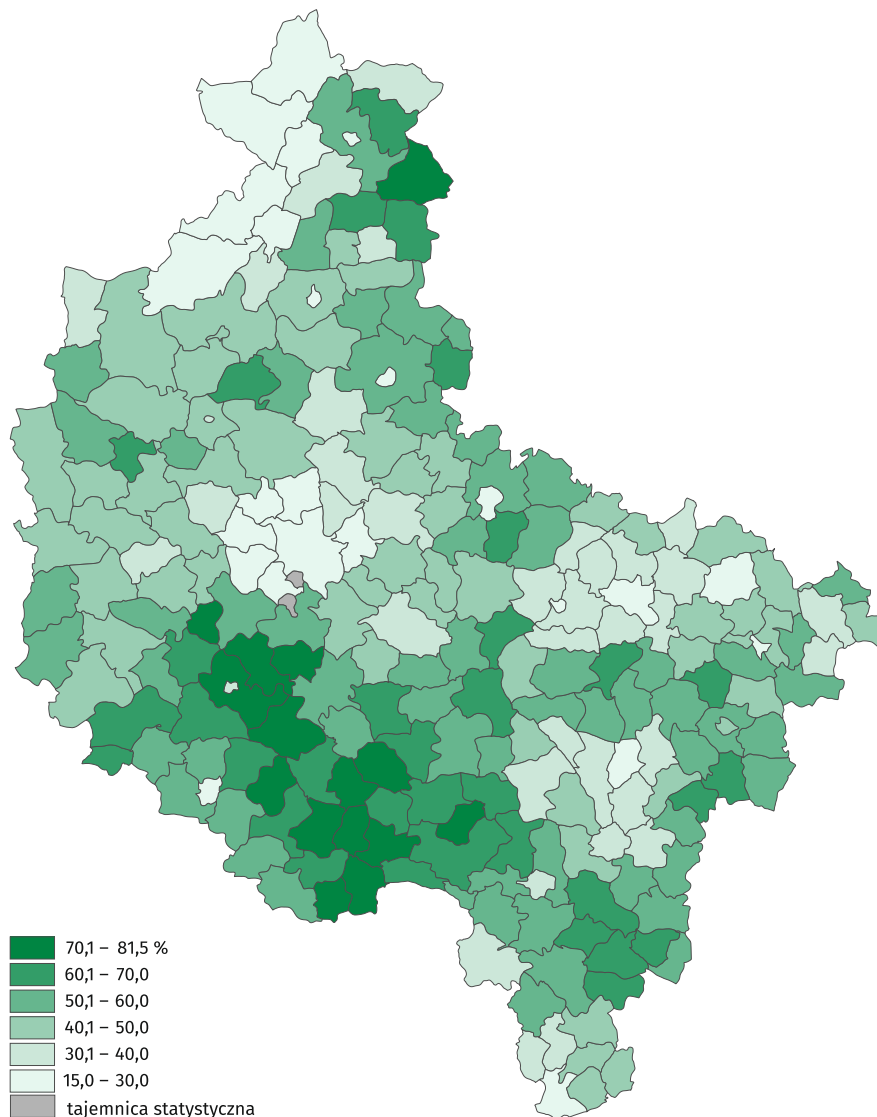 70,1 – 81,5 %
60,1 – 70,0
50,1 – 60,0
40,1 – 50,0
30,1 – 40,0
15,0 – 30,0
tajemnica statystyczna